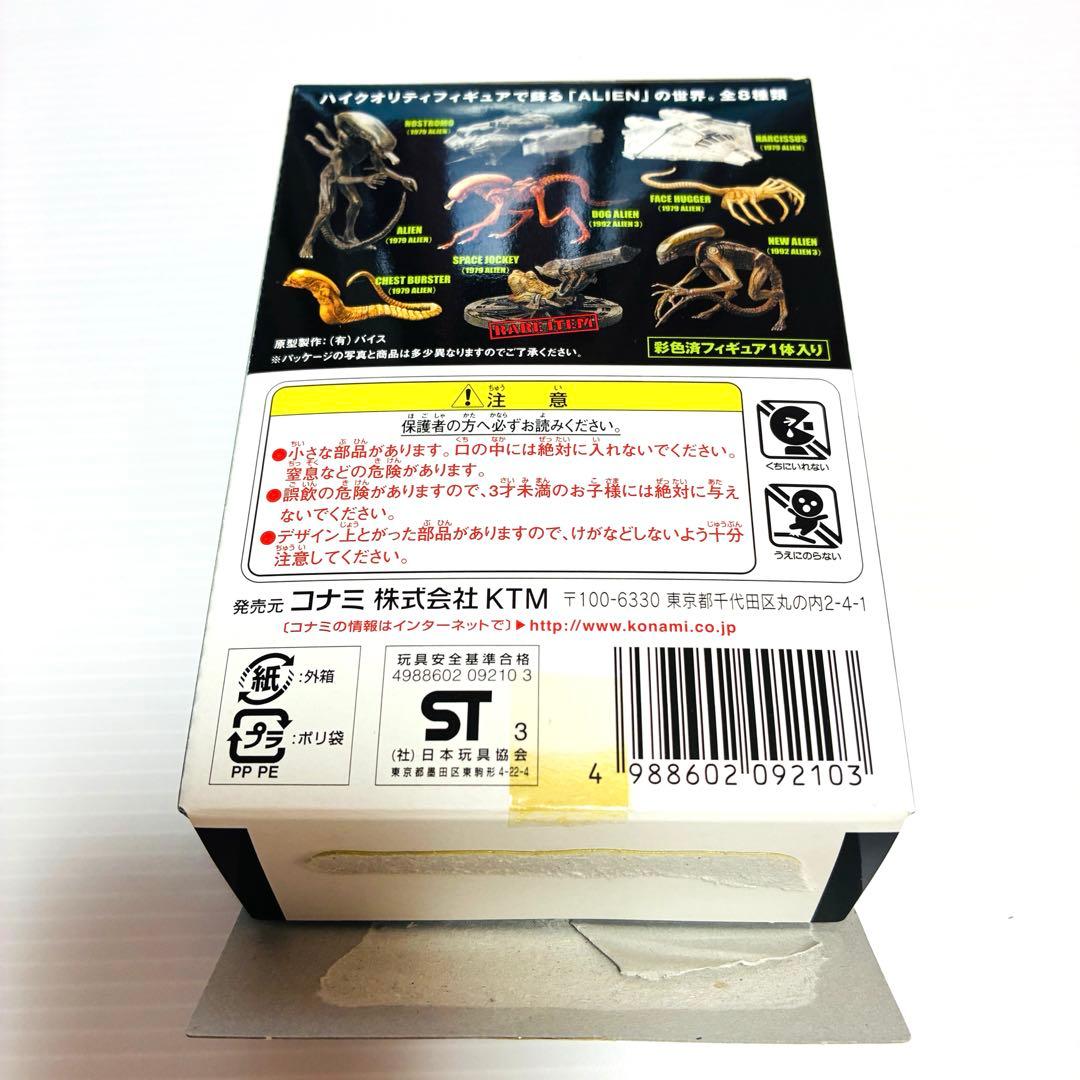 ハイクオリティフィギュアで蘇る「ALIEN」の世界。全8種類
NOSTROMO
(1979 ALIEN)
NARCISSUS
(1979 ALIEN)
ALIEN
(1979 ALIEN)
DOG ALIEN
(1992 ALIEN 3)
FACE HUGGER
(1979 ALIEN)
NEW ALIEN
(1992 ALIEN 3)
SPACE JOCKEY
(1979 ALIEN)
CHEST BURSTER
(1979 ALIEN)
RARE ITEM
原型製作：(有)バイス
※パッケージの写真と商品は多少異なりますのでご了承ください。
彩色済フィギュア1体入り
注意
保護者の方へ必ずお読みください。
●小さな部品があります。口の中には絶対に入れないでください。
窒息などの危険があります。
●誤飲の危険がありますので、3才未満のお子様には絶対に与え
ないでください。
●デザイン上とがった部品がありますので、けがなどしないよう十分
注意してください。
くちにいれない
うえにのらない
発売元 コナミ 株式会社 KTM 〒100-6330 東京都千代田区丸の内2-4-1
〔コナミの情報はインターネットで〕▶http://www.konami.co.jp
紙：外箱
プラ：ポリ袋
PP PE
玩具安全基準合格
4988602 09210 3
ST 3
(社)日本玩具協会
東京都墨田区東駒形4-22-4
4 988602 092103